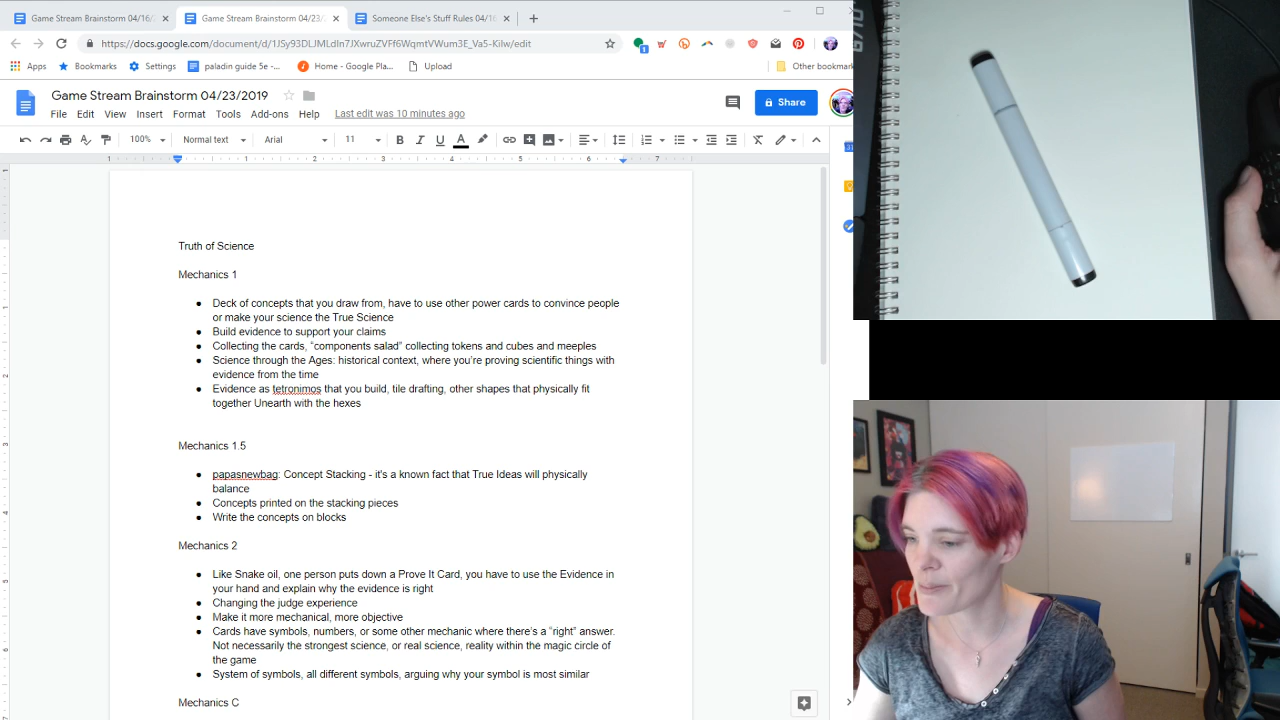 Game Stream Brainstorm 04/16/ × Game Stream Brainstorm 04/23/ × Someone Else's Stuff Rules 04/16 × +
https://docs.google.com/document/d/1JSy93DLJMLdIn7JXwruZVFf6WqmtVWum3E_Va5-Kilw/edit
Apps Bookmarks Settings paladin guide 5e -... Home - Google Pla... Upload Other bookmark
Game Stream Brainstorm 04/23/2019
Share
File Edit View Insert Format Tools Add-ons Help Last edit was 10 minutes ago
100% Normal text Arial 11 B I U A
1 1 2 3 4 5 6 7
Truth of Science
Mechanics 1
● Deck of concepts that you draw from, have to use other power cards to convince people
or make your science the True Science
● Build evidence to support your claims
● Collecting the cards, “components salad” collecting tokens and cubes and meeples
● Science through the Ages: historical context, where you’re proving scientific things with
evidence from the time
● Evidence as tetronimos that you build, tile drafting, other shapes that physically fit
together Unearth with the hexes
Mechanics 1.5
● papasnewbag: Concept Stacking - it's a known fact that True Ideas will physically
balance
● Concepts printed on the stacking pieces
● Write the concepts on blocks
Mechanics 2
● Like Snake oil, one person puts down a Prove It Card, you have to use the Evidence in
your hand and explain why the evidence is right
● Changing the judge experience
● Make it more mechanical, more objective
● Cards have symbols, numbers, or some other mechanic where there’s a “right” answer.
Not necessarily the strongest science, or real science, reality within the magic circle of
the game
● System of symbols, all different symbols, arguing why your symbol is most similar
Mechanics C